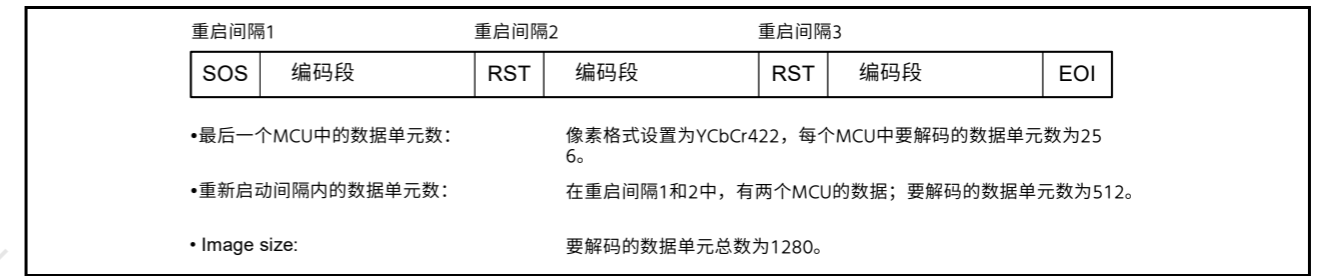 重启间隔1 重启间隔2 重启间隔3
SOS 编码段 RST 编码段 RST 编码段 EOI
•最后一个MCU中的数据单元数: 像素格式设置为YCbCr422，每个MCU中要解码的数据单元数为25
6。
•重新启动间隔内的数据单元数: 在重启间隔1和2中，有两个MCU的数据；要解码的数据单元数为512。
• Image size: 要解码的数据单元总数为1280。